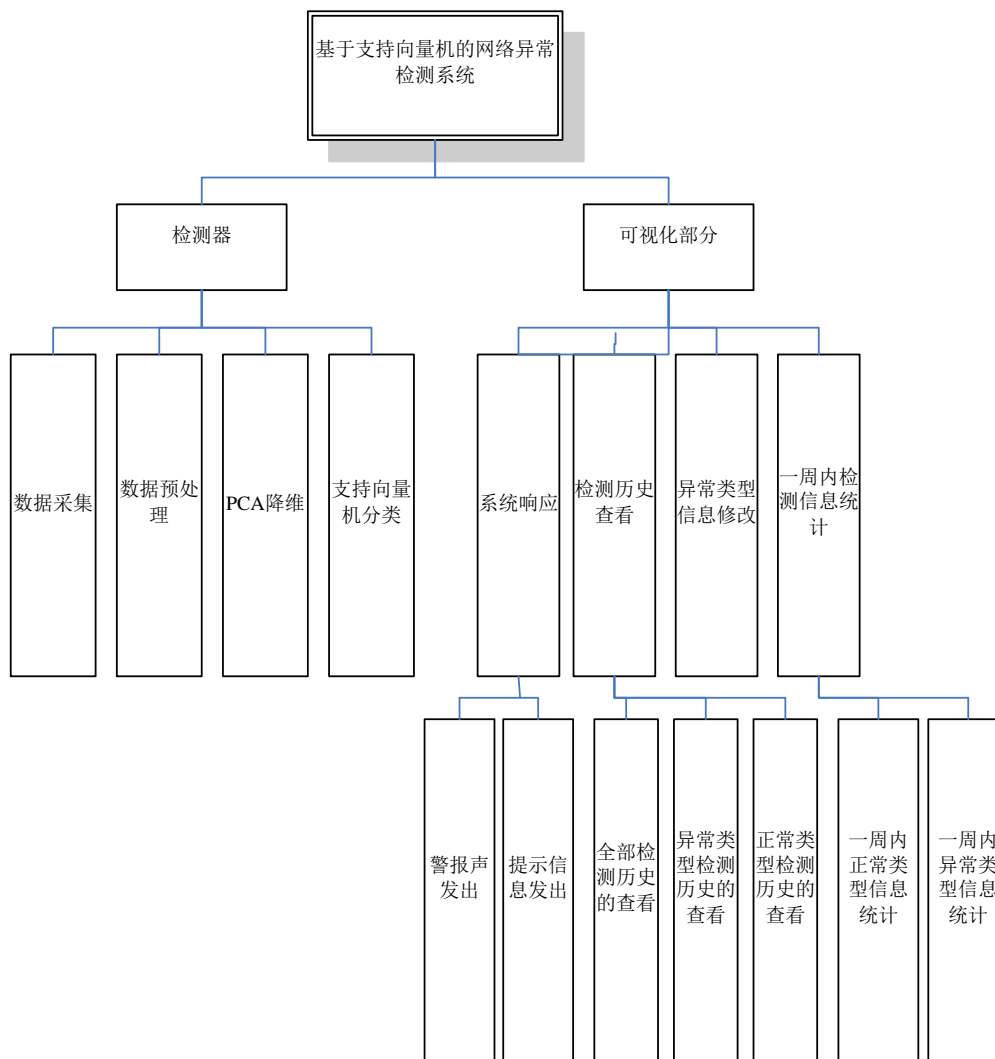 基于支持向量机的网络异常
检测系统
检测器
可视化部分
数据采集
数据预处
理
PCA降维
支持向量
机分类
系统响应
检测历史
查看
异常类型
信息修改
一周内检
测信息统
计
警报声
发出
提示信
息发出
全部检
测历史
的查看
异常类
型检测
历史的
查看
正常类
型检测
历史的
查看
一周内
正常类
型信息
统计
一周内
异常类
型信息
统计